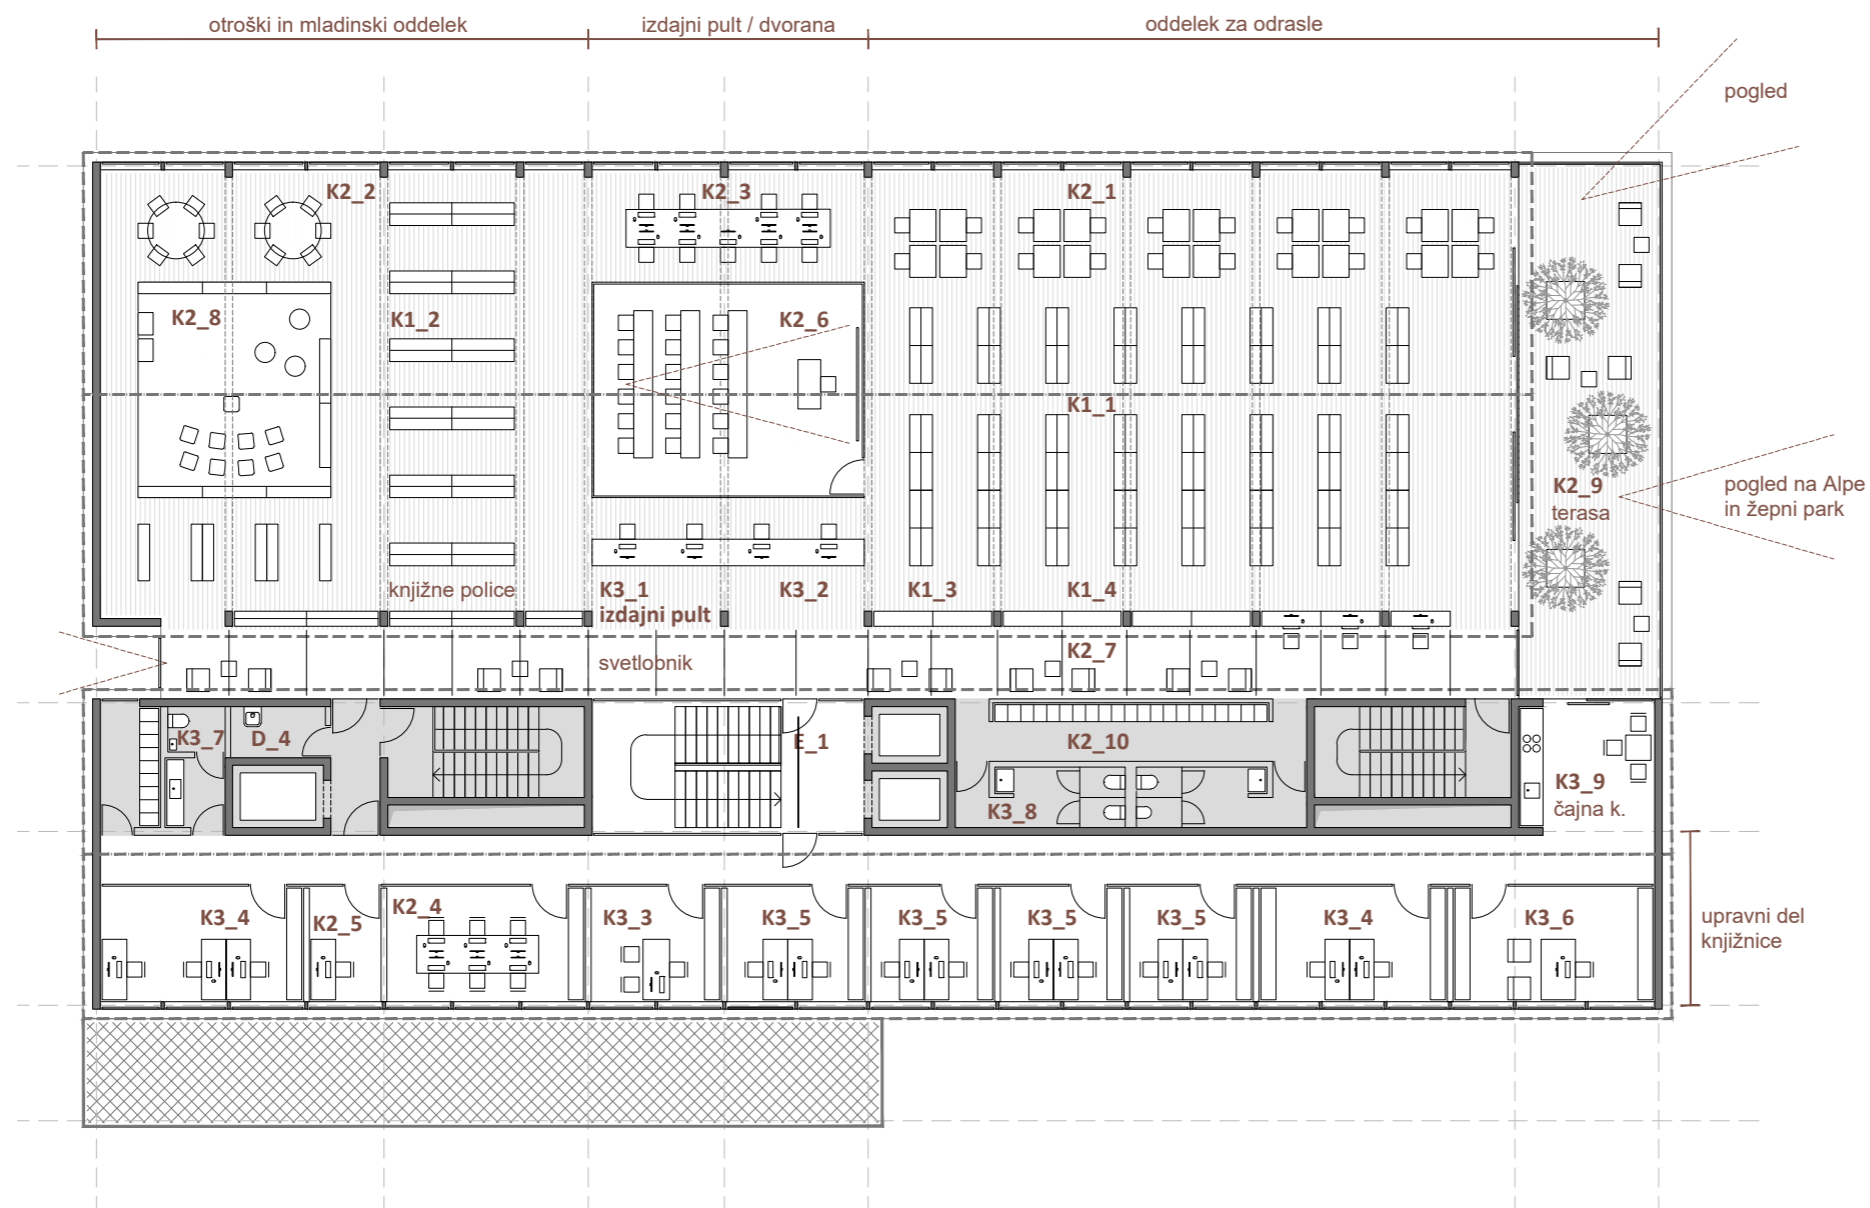 otroški in mladinski oddelek
izdajni pult / dvorana
oddelek za odrasle
pogled
K2_2
K2_3
K2_1
K2_8
K1_2
K2_6
K1_1
K2_9
terasa
pogled na Alpe
in žepni park
knjižne police
K3_1
izdajni pult
K3_2
K1_3
K1_4
svetlobnik
K2_7
K3_7
D_4
E_1
K2_10
K3_8
K3_9
čajna k.
K3_4
K2_5
K2_4
K3_3
K3_5
K3_5
K3_5
K3_5
K3_4
K3_6
upravni del
knjižnice